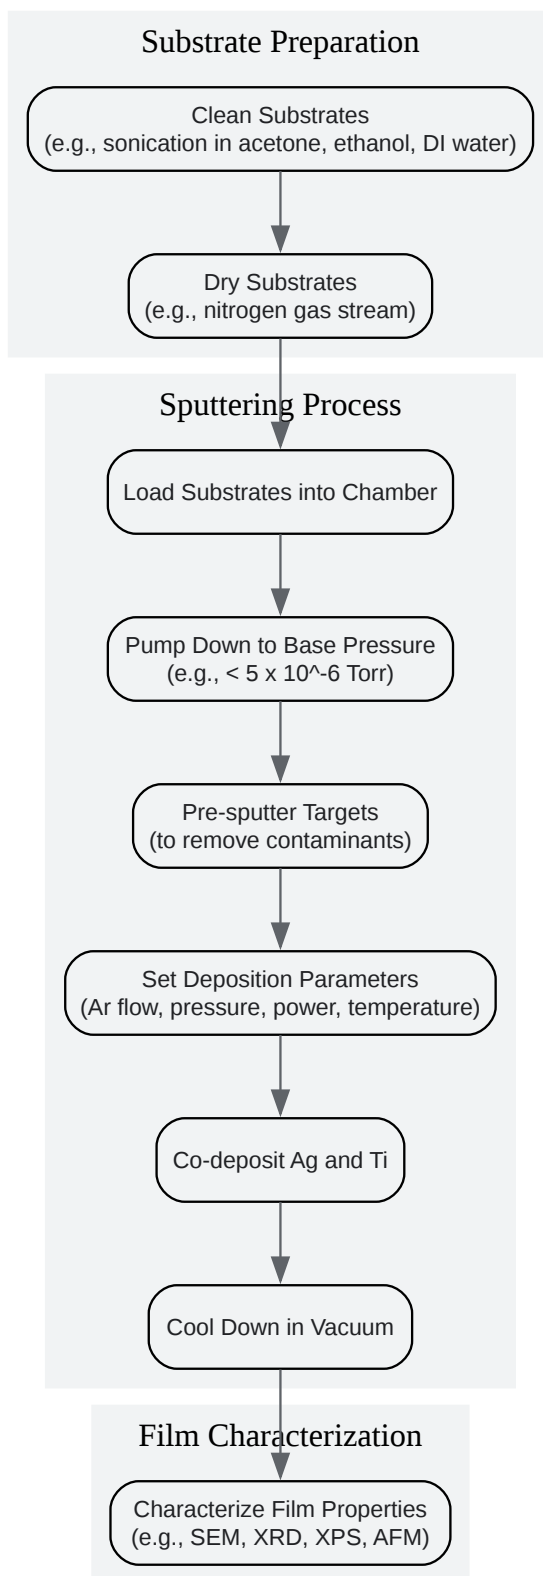 Substrate Preparation
Clean Substrates
(e.g., sonication in acetone, ethanol, DI water)
Dry Substrates
(e.g., nitrogen gas stream)
Sputtering Process
Load Substrates into Chamber
Pump Down to Base Pressure
(e.g., < 5 x 10^-6 Torr)
Pre-sputter Targets
(to remove contaminants)
Set Deposition Parameters
(Ar flow, pressure, power, temperature)
Co-deposit Ag and Ti
Cool Down in Vacuum
Film Characterization
Characterize Film Properties
(e.g., SEM, XRD, XPS, AFM)